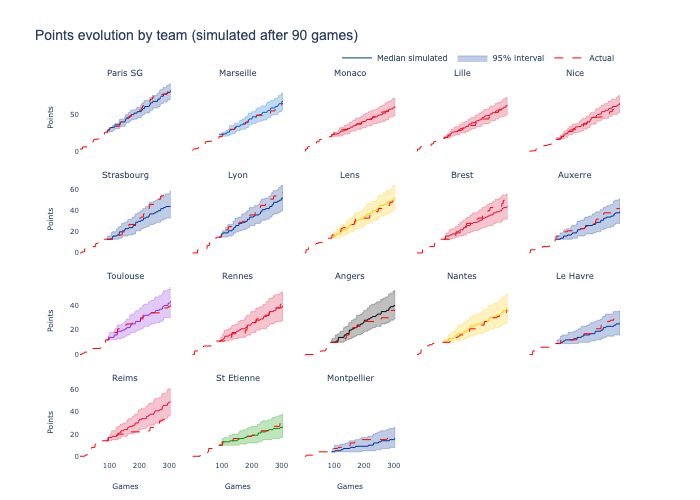 Points evolution by team (simulated after 90 games)
Median simulated 95% interval Actual
Paris SG Marseille Monaco Lille Nice
Points
50
0
Strasbourg Lyon Lens Brest Auxerre
Points
60
40
20
0
Toulouse Rennes Angers Nantes Le Havre
Points
40
20
0
Reims St Etienne Montpellier
Points
60
40
20
0
100 200 300 100 200 300 100 200 300
Games Games Games